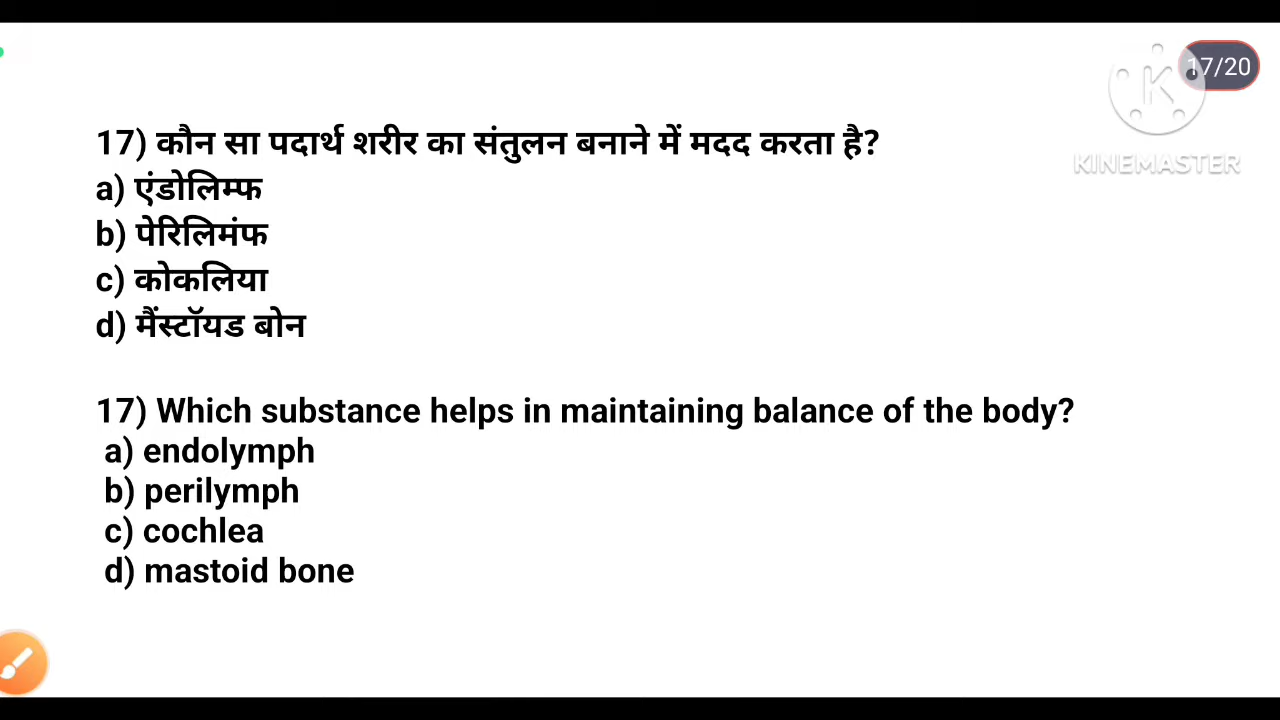 17/20
KINEMASTER
17) कौन सा पदार्थ शरीर का संतुलन बनाने में मदद करता है?
a) एंडोलिम्फ
b) पेरिलिमंफ
c) कोकलिया
d) मैंस्टॉयड बोन
17) Which substance helps in maintaining balance of the body?
a) endolymph
b) perilymph
c) cochlea
d) mastoid bone